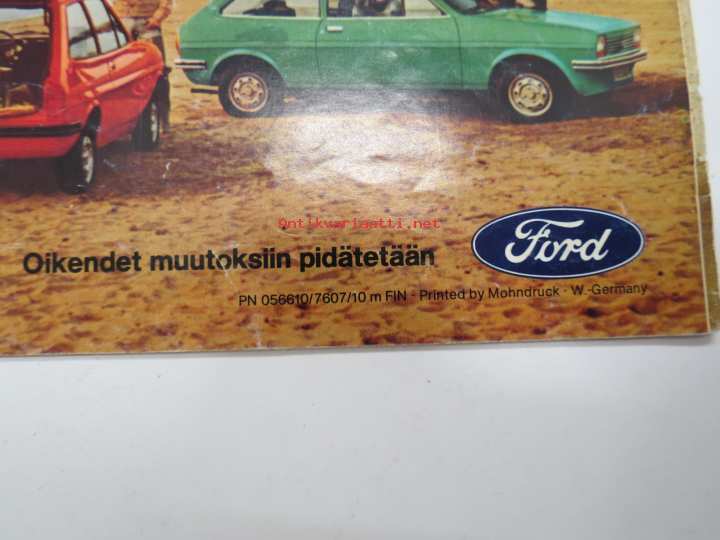 Antikvariaatti.net
Oikendet muutoksiin pidätetään
Ford
PN 056610/7607/10 m FIN · Printed by Mohndruck · W.-Germany